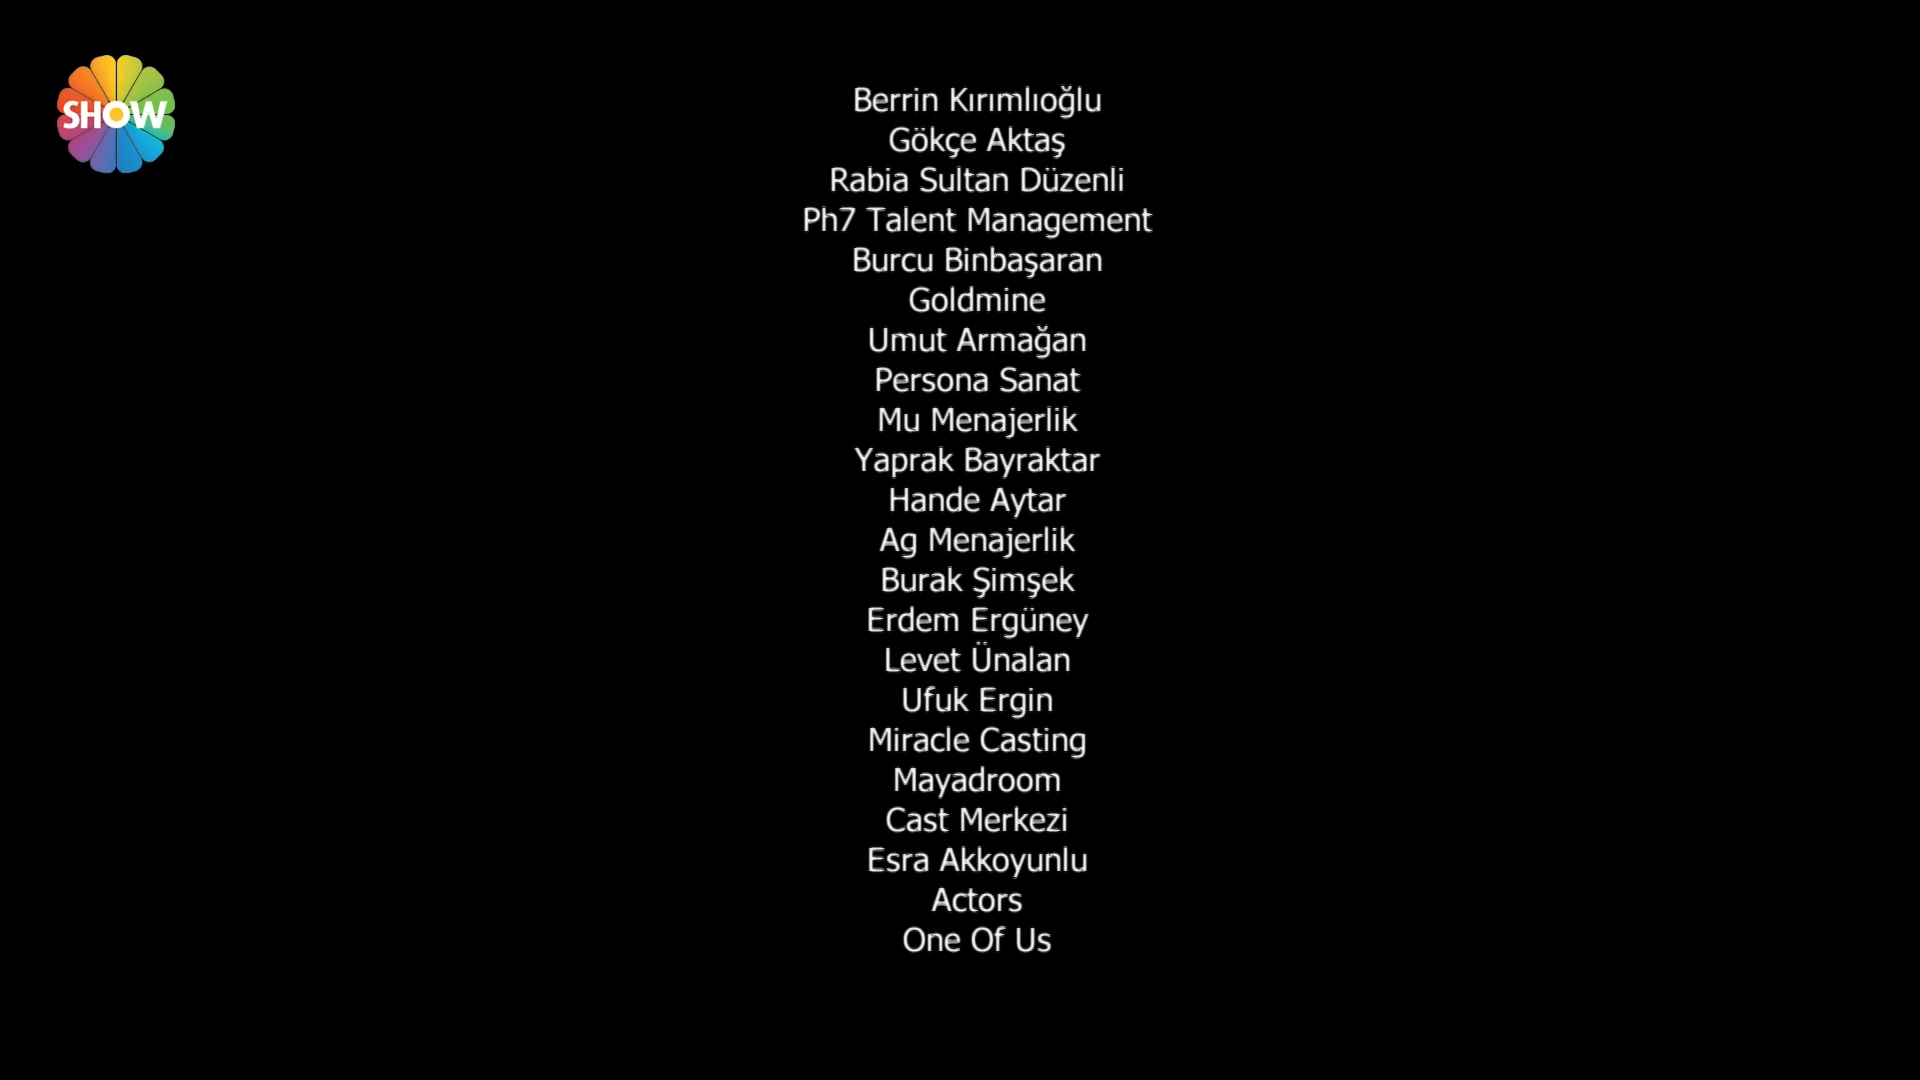 SHOW
Berrin Kırımlıoğlu
Gökçe Aktaş
Rabia Sultan Düzenli
Ph7 Talent Management
Burcu Binbaşaran
Goldmine
Umut Armağan
Persona Sanat
Mu Menajerlik
Yaprak Bayraktar
Hande Aytar
Ag Menajerlik
Burak Şimşek
Erdem Ergüney
Levet Ünalan
Ufuk Ergin
Miracle Casting
Mayadroom
Cast Merkezi
Esra Akkoyunlu
Actors
One Of Us